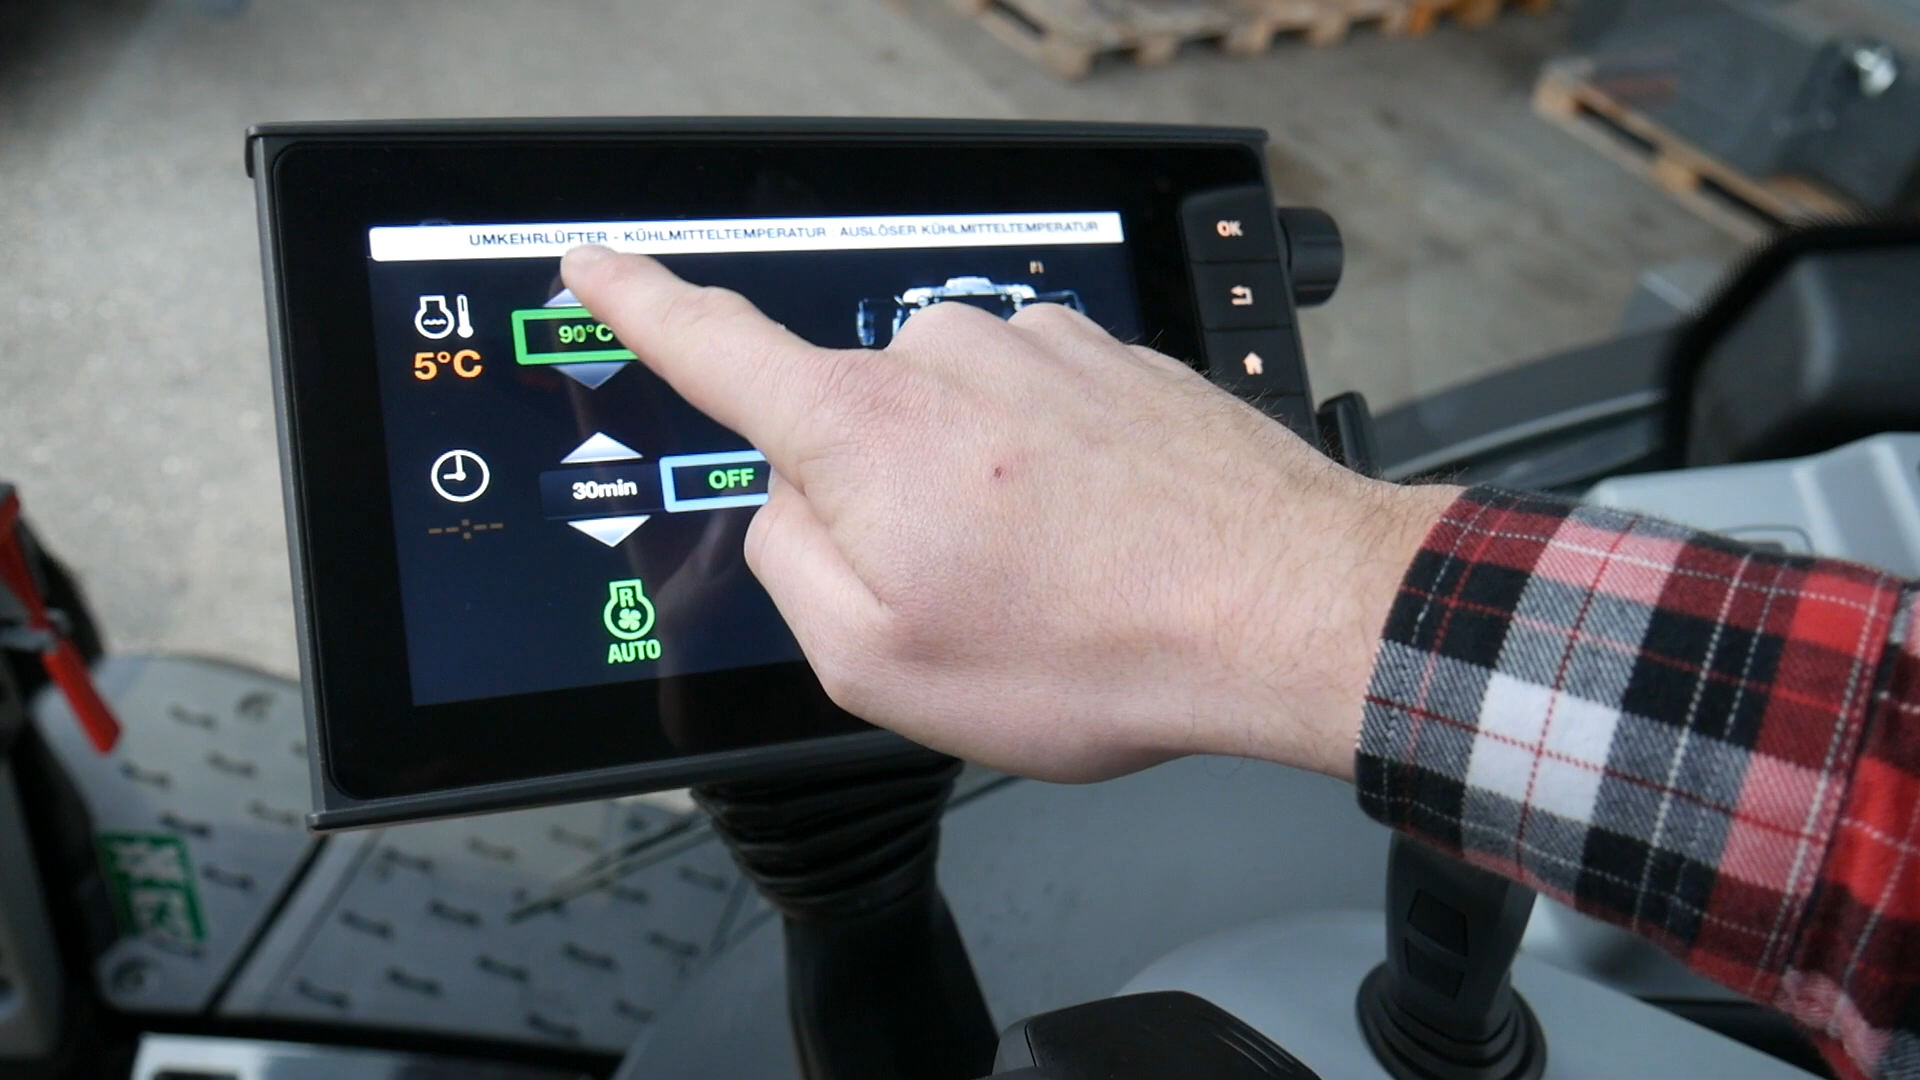 UMKEHRLÜFTER - KÜHLMITTELTEMPERATUR : AUSLÖSER KÜHLMITTELTEMPERATUR
OK
90°C
5°C
30min OFF
--:--
R
AUTO